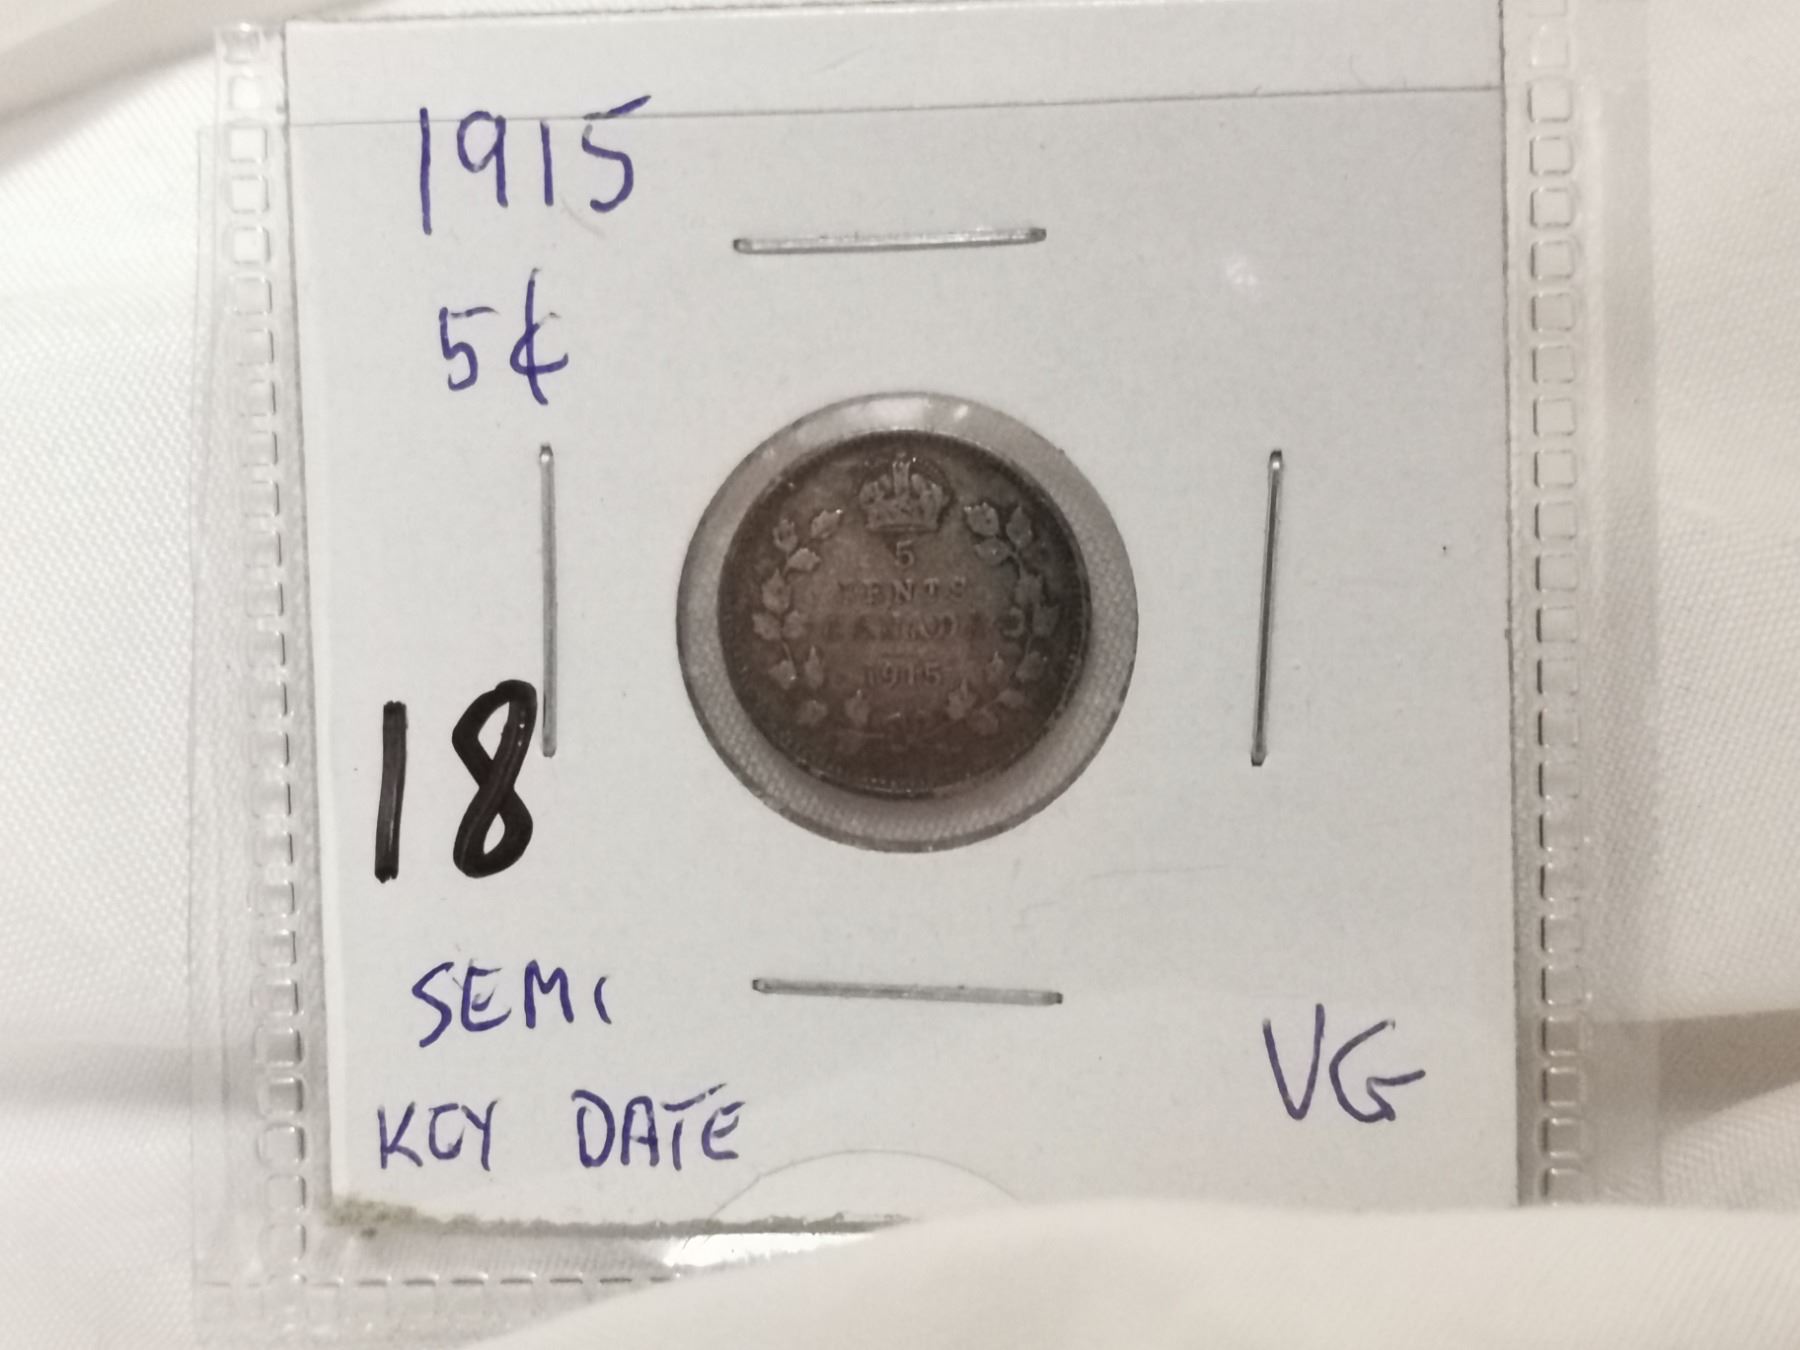 1915
5¢
5
CENTS
CANADA
1915
18
SEMI
KEY DATE
VG